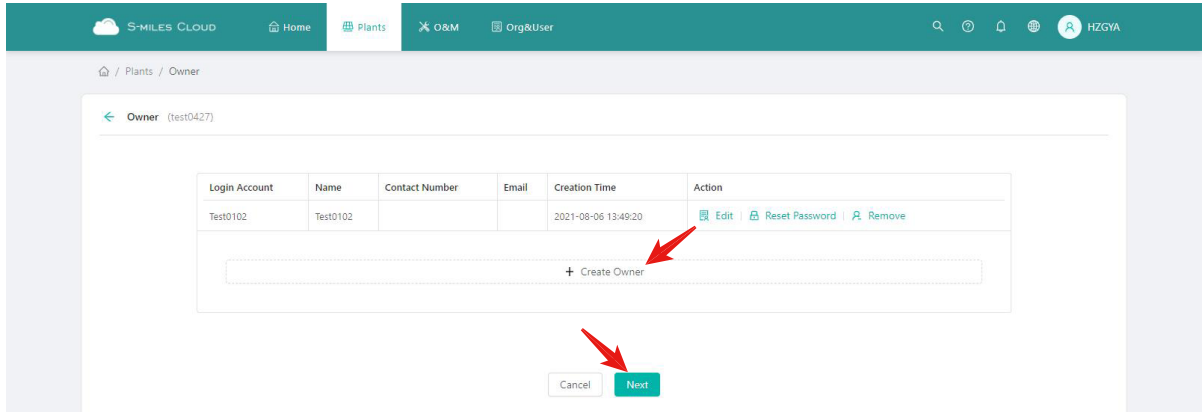 S-MILES CLOUD Home Plants O&M Org&User HZGYA
/ Plants / Owner
Owner (test0427)
Login Account Name Contact Number Email Creation Time Action
Test0102 Test0102 2021-08-06 13:49:20 Edit Reset Password Remove
+ Create Owner
Cancel Next